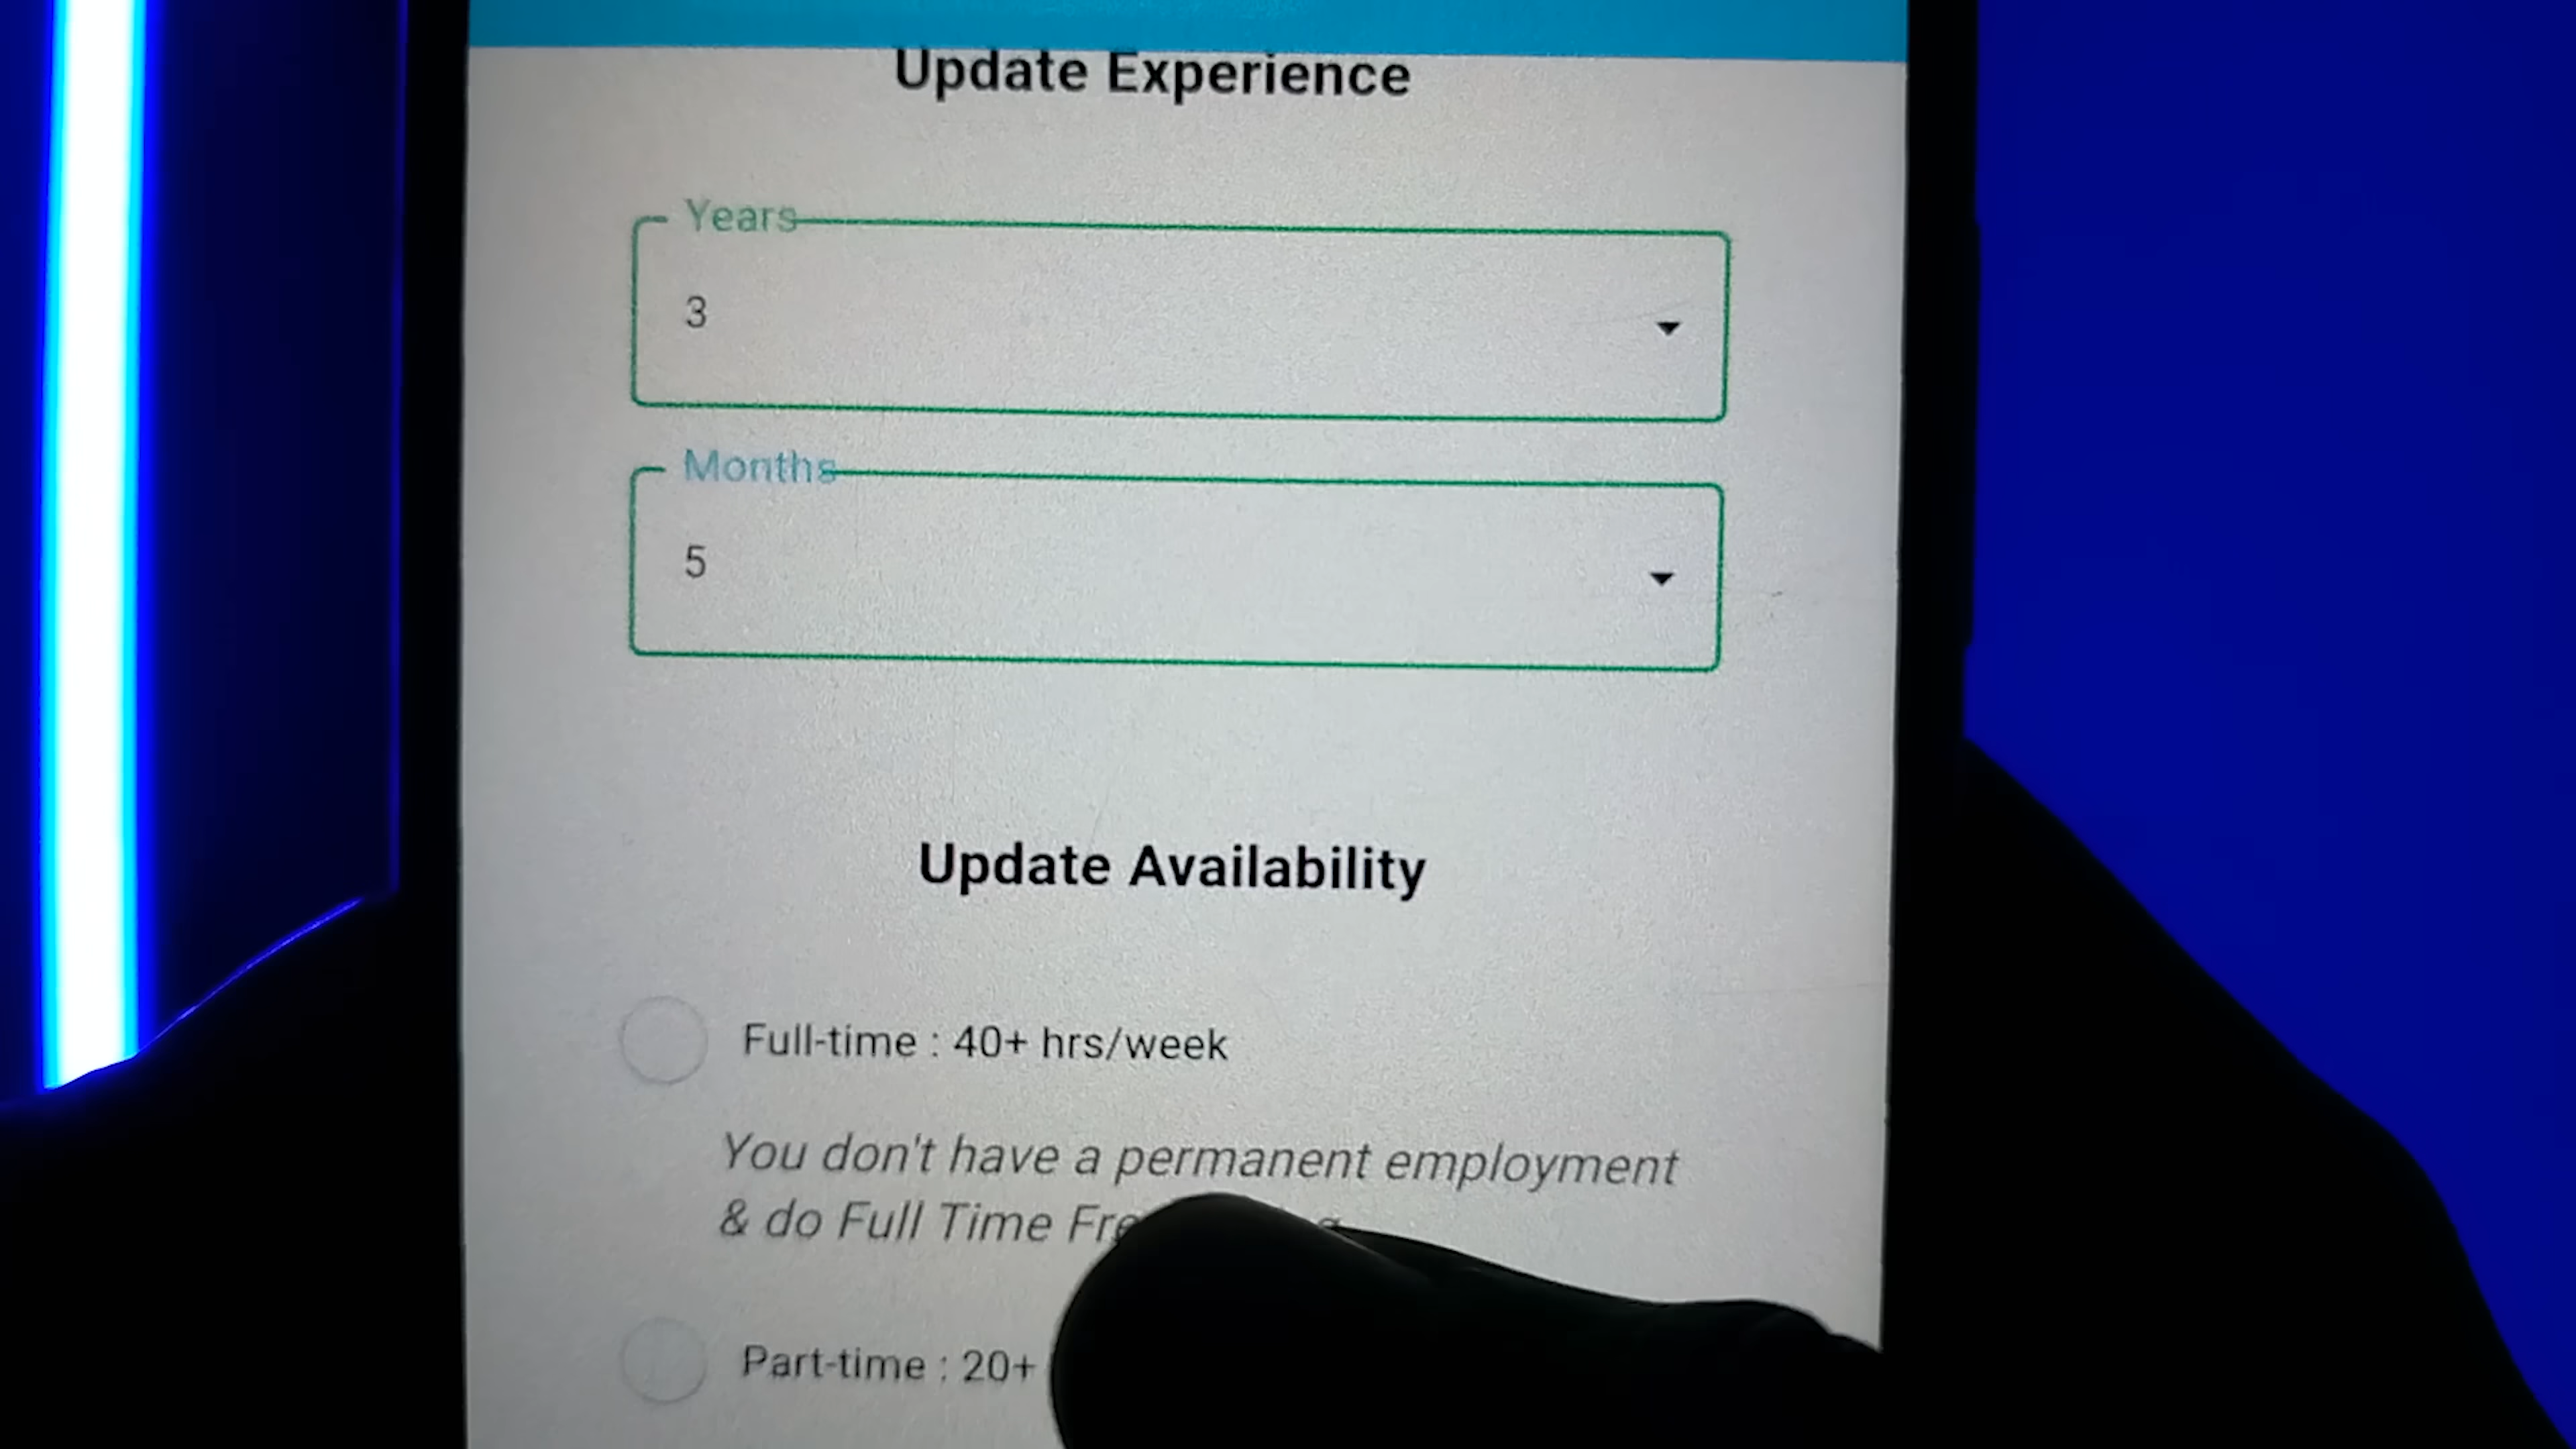 Update Experience
Years
3
Months
5
Update Availability
Full-time : 40+ hrs/week
You don't have a permanent employment
& do Full Time
Part-time : 20+